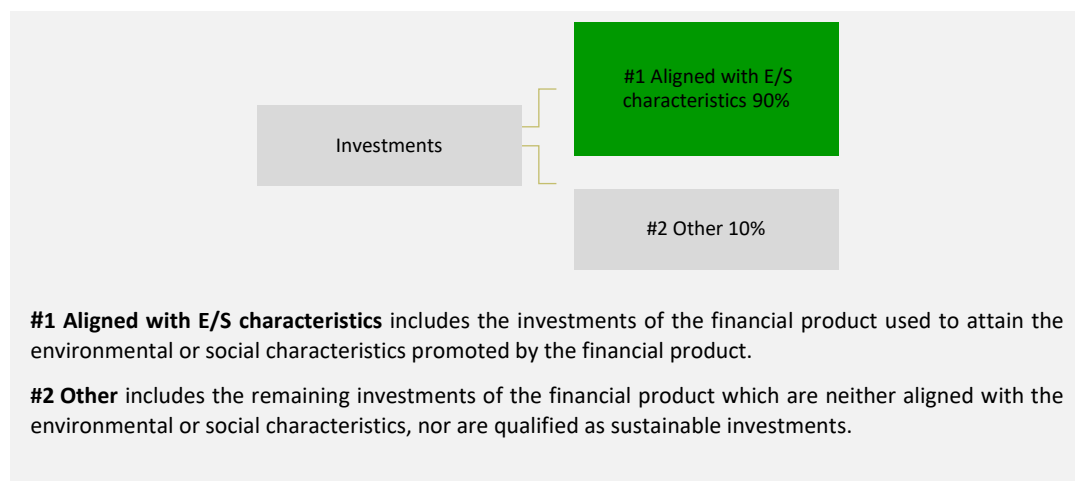 #1 Aligned with E/S
characteristics 90%
Investments
#2 Other 10%
#1 Aligned with E/S characteristics includes the investments of the financial product used to attain the
environmental or social characteristics promoted by the financial product.
#2 Other includes the remaining investments of the financial product which are neither aligned with the
environmental or social characteristics, nor are qualified as sustainable investments.